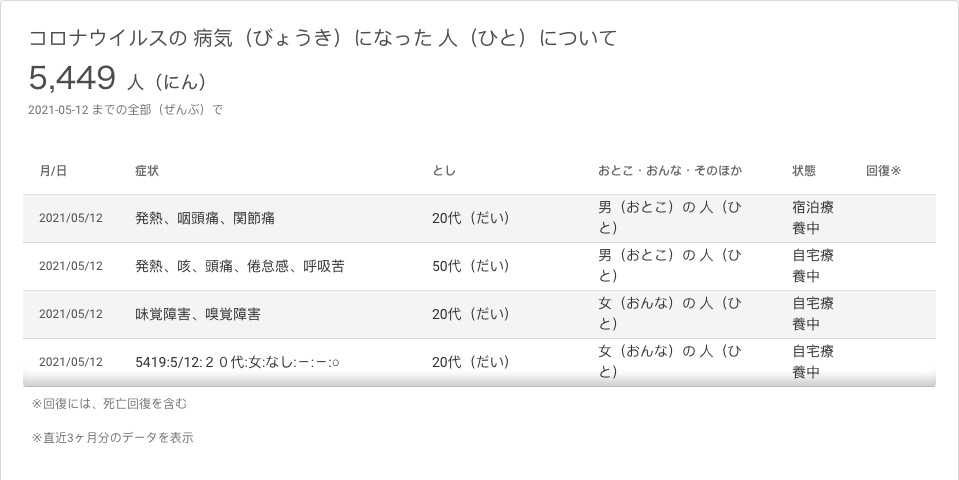 コロナウイルスの 病気（びょうき）になった 人（ひと）について
5,449 人（にん）
2021-05-12 までの全部（ぜんぶ）で
月/日 症状 とし おとこ・おんな・そのほか 状態 回復※
2021/05/12 発熱、咽頭痛、関節痛 20代（だい） 男（おとこ）の 人（ひと） 宿泊療養中
2021/05/12 発熱、咳、頭痛、倦怠感、呼吸苦 50代（だい） 男（おとこ）の 人（ひと） 自宅療養中
2021/05/12 味覚障害、嗅覚障害 20代（だい） 女（おんな）の 人（ひと） 自宅療養中
2021/05/12 5419:5/12:２０代:女:なし:－:－:○ 20代（だい） 女（おんな）の 人（ひと） 自宅療養中
※回復には、死亡回復を含む
※直近3ヶ月分のデータを表示